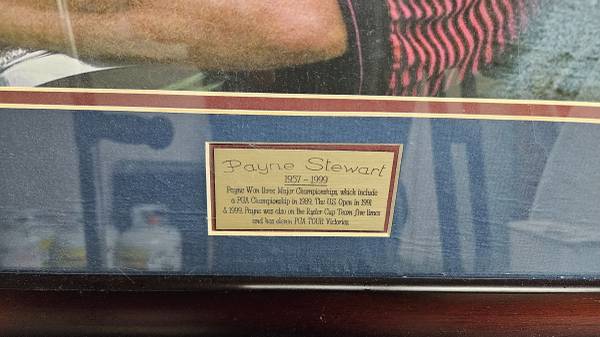 Payne Stewart
1957 - 1999
Payne Won three Major Championships, which include
a PGA Championship in 1989, The U.S. Open in 1991
& 1999. Payne was also on the Ryder Cup Team five times
and has eleven PGA TOUR Victories.